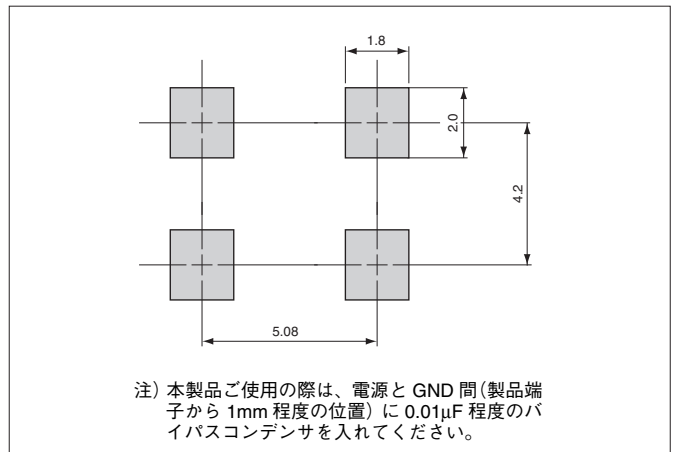 1.8
2.0
4.2
5.08
注) 本製品ご使用の際は、電源と GND 間(製品端
子から 1mm 程度の位置) に 0.01μF 程度のバ
イパスコンデンサを入れてください。